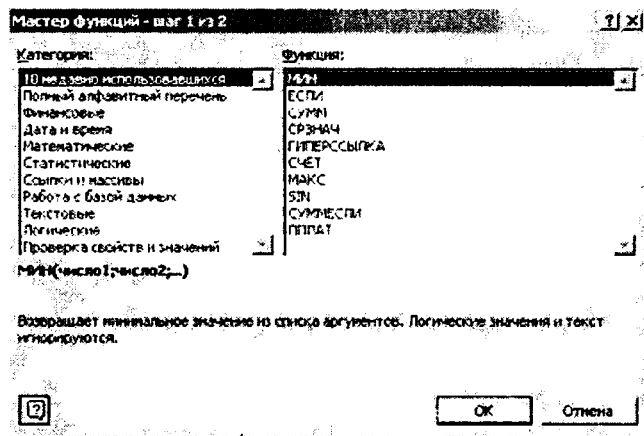 Мастер функций - шаг 1 из 2
Категория:
10 недавно использовавшихся
Полный алфавитный перечень
Финансовые
Дата и время
Математические
Статистические
Ссылки и массивы
Работа с базой данных
Текстовые
Логические
Проверка свойств и значений
Функция:
МИН
ЕСЛИ
СУММ
СРЗНАЧ
ГИПЕРССЫЛКА
СЧЕТ
МАКС
SIN
СУММЕСЛИ
ППЛАТ
МИН(число1;число2;...)
Возвращает минимальное значение из списка аргументов. Логические значения и текст
игнорируются.
OK
Отмена